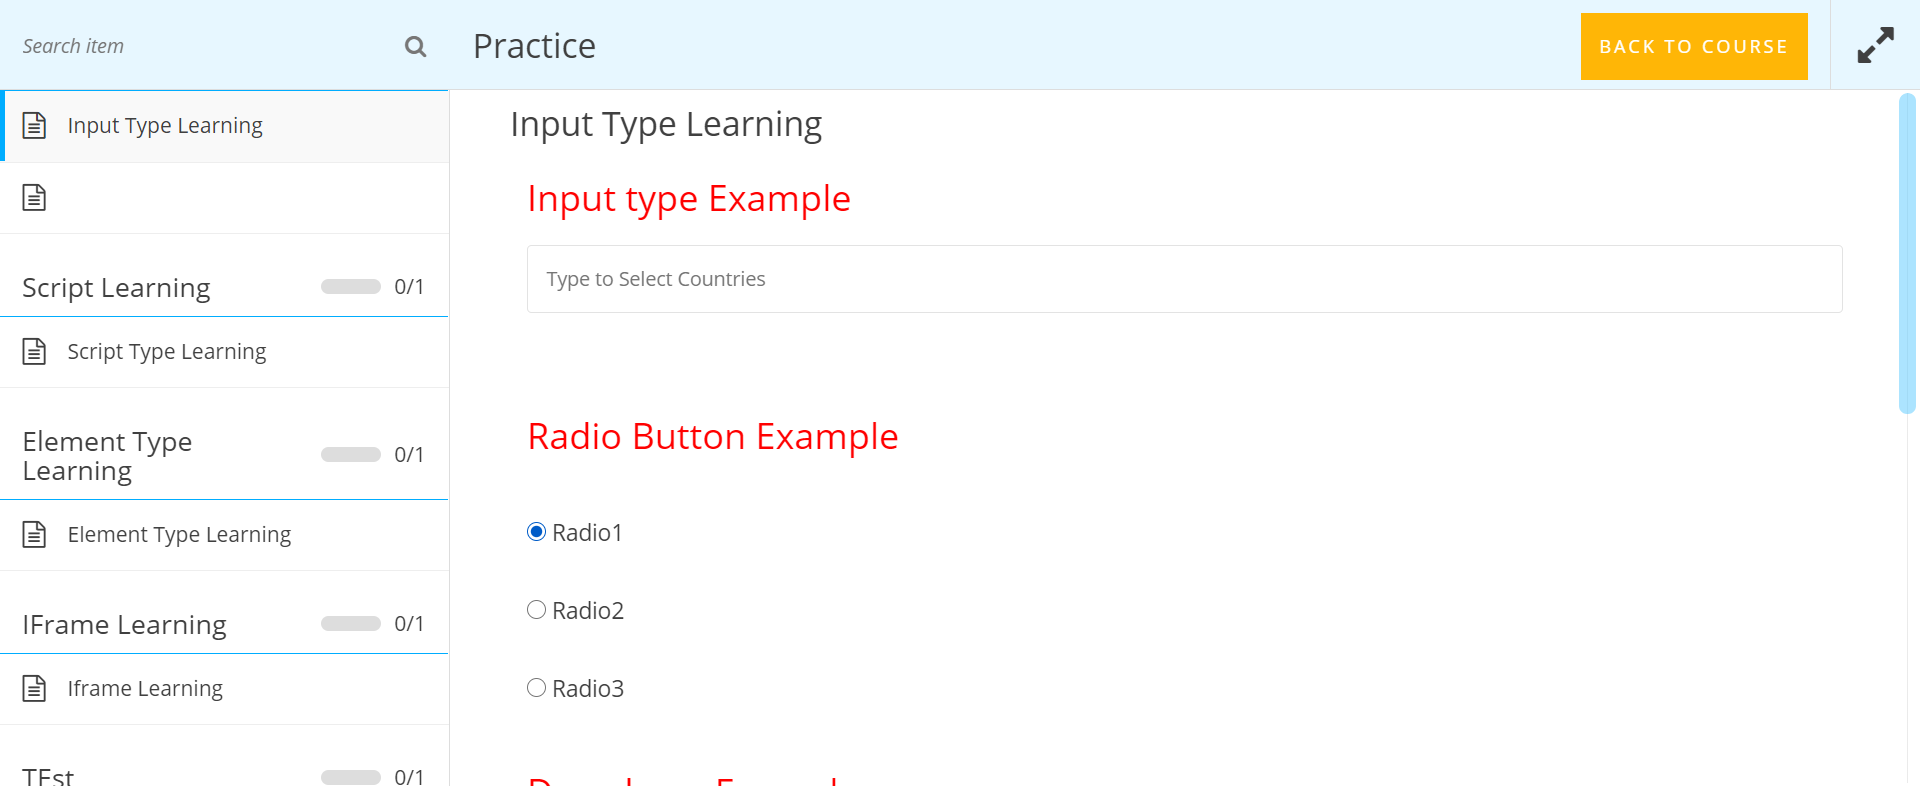 Search item
Practice
BACK TO COURSE
Input Type Learning
Script Learning 0/1
Script Type Learning
Element Type
Learning
0/1
Element Type Learning
IFrame Learning 0/1
Iframe Learning
TEst 0/1
Input Type Learning
Input type Example
Type to Select Countries
Radio Button Example
Radio1
Radio2
Radio3